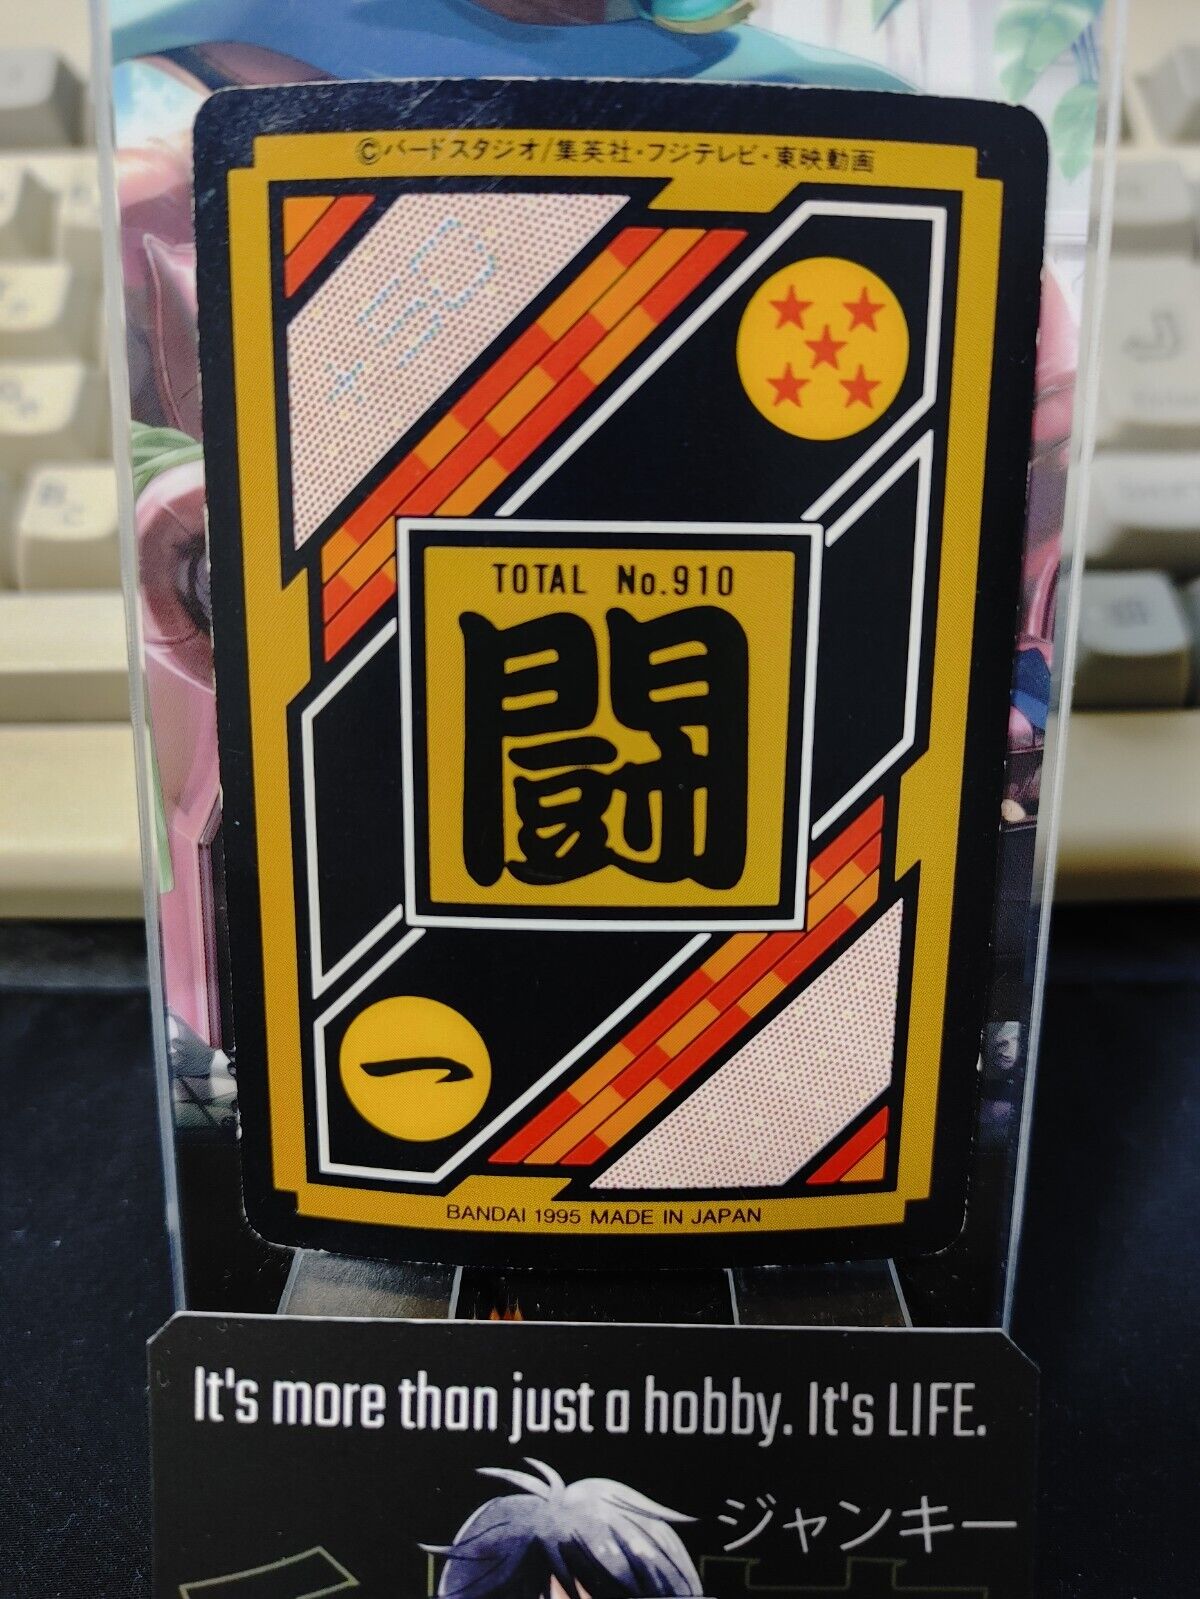 ©バードスタジオ/集英社・フジテレビ・東映動画
TOTAL No.910
闘
一
BANDAI 1995 MADE IN JAPAN
It's more than just a hobby. It's LIFE.
ジャンキー